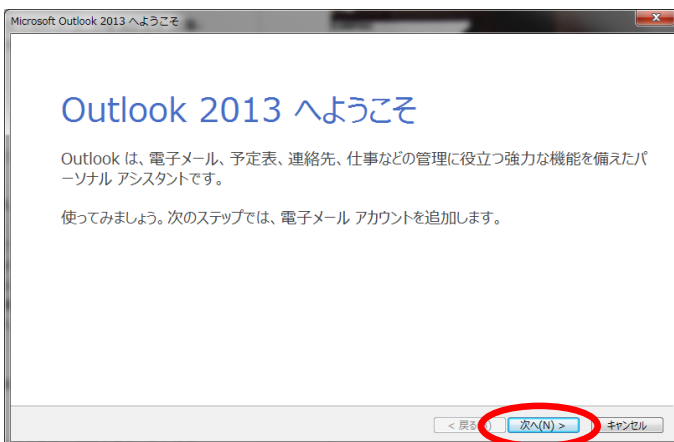 Microsoft Outlook 2013 へようこそ
Outlook 2013 へようこそ
Outlook は、電子メール、予定表、連絡先、仕事などの管理に役立つ強力な機能を備えたパ
ーソナル アシスタントです。
使ってみましょう。次のステップでは、電子メール アカウントを追加します。
< 戻る 次へ(N) > キャンセル